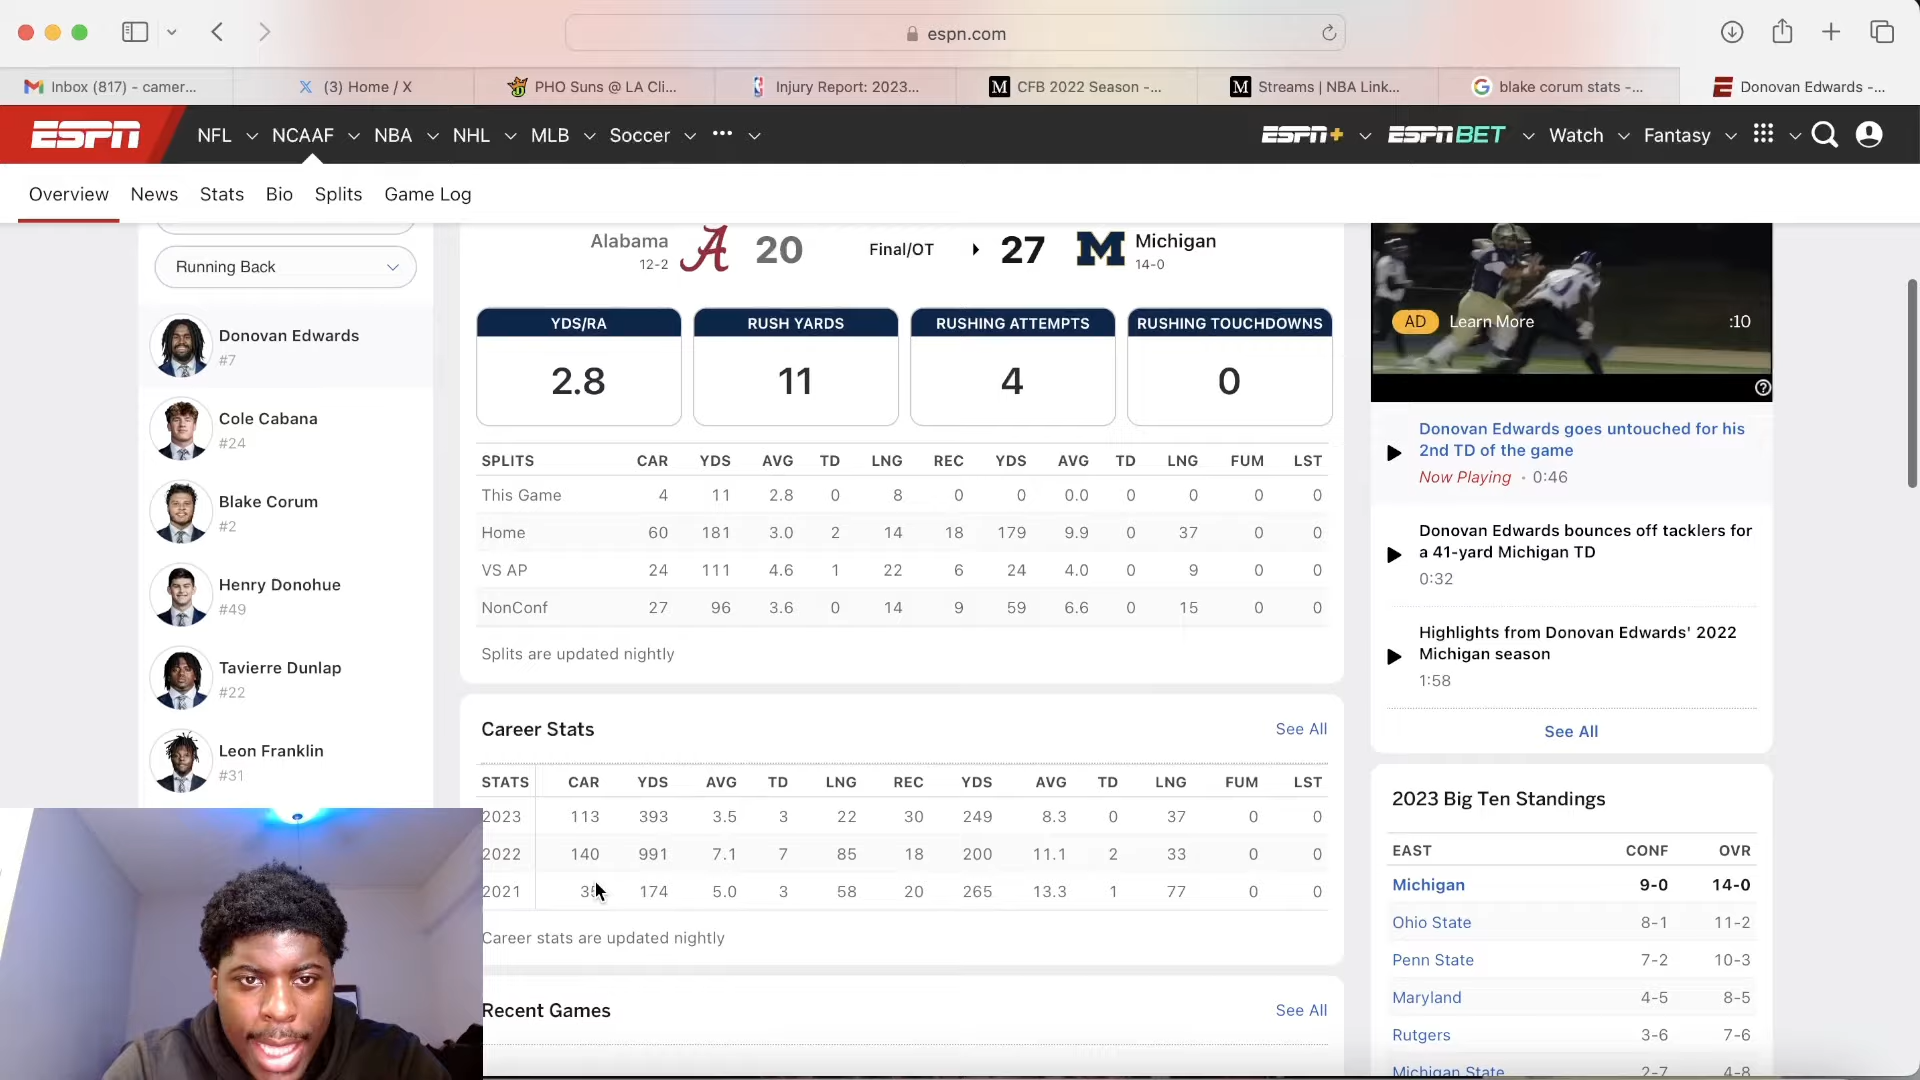 espn.com
Inbox (817) - camer...
(3) Home / X
PHO Suns @ LA Cli...
Injury Report: 2023...
M CFB 2022 Season -...
M Streams | NBA Link...
G blake corum stats -...
Donovan Edwards -...
ESPN NFL NCAAF NBA NHL MLB Soccer ••• ESPN+ ESPN BET Watch Fantasy
Overview News Stats Bio Splits Game Log
Running Back
Donovan Edwards
#7
Cole Cabana
#24
Blake Corum
#2
Henry Donohue
#49
Tavierre Dunlap
#22
Leon Franklin
#31
Alabama A 20 Final/OT 27 M Michigan
12-2 14-0
YDS/RA RUSH YARDS RUSHING ATTEMPTS RUSHING TOUCHDOWNS
2.8 11 4 0
SPLITS CAR YDS AVG TD LNG REC YDS AVG TD LNG FUM LST
This Game 4 11 2.8 0 8 0 0 0.0 0 0 0 0
Home 60 181 3.0 2 14 18 179 9.9 0 37 0 0
VS AP 24 111 4.6 1 22 6 24 4.0 0 9 0 0
NonConf 27 96 3.6 0 14 9 59 6.6 0 15 0 0
Splits are updated nightly
Career Stats See All
STATS CAR YDS AVG TD LNG REC YDS AVG TD LNG FUM LST
2023 113 393 3.5 3 22 30 249 8.3 0 37 0 0
2022 140 991 7.1 7 85 18 200 11.1 2 33 0 0
2021 174 5.0 3 58 20 265 13.3 1 77 0 0
Career stats are updated nightly
Recent Games See All
AD Learn More :10
Donovan Edwards goes untouched for his
2nd TD of the game
Now Playing • 0:46
Donovan Edwards bounces off tacklers for
a 41-yard Michigan TD
0:32
Highlights from Donovan Edwards' 2022
Michigan season
1:58
See All
2023 Big Ten Standings
EAST CONF OVR
Michigan 9-0 14-0
Ohio State 8-1 11-2
Penn State 7-2 10-3
Maryland 4-5 8-5
Rutgers 3-6 7-6
Michigan State 2-7 4-8